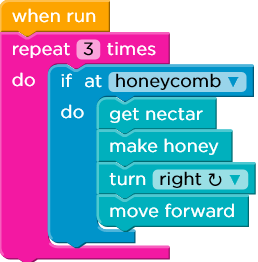 when run
repeat 3 times
do if at honeycomb ▼
do get nectar
make honey
turn right ↻ ▼
move forward